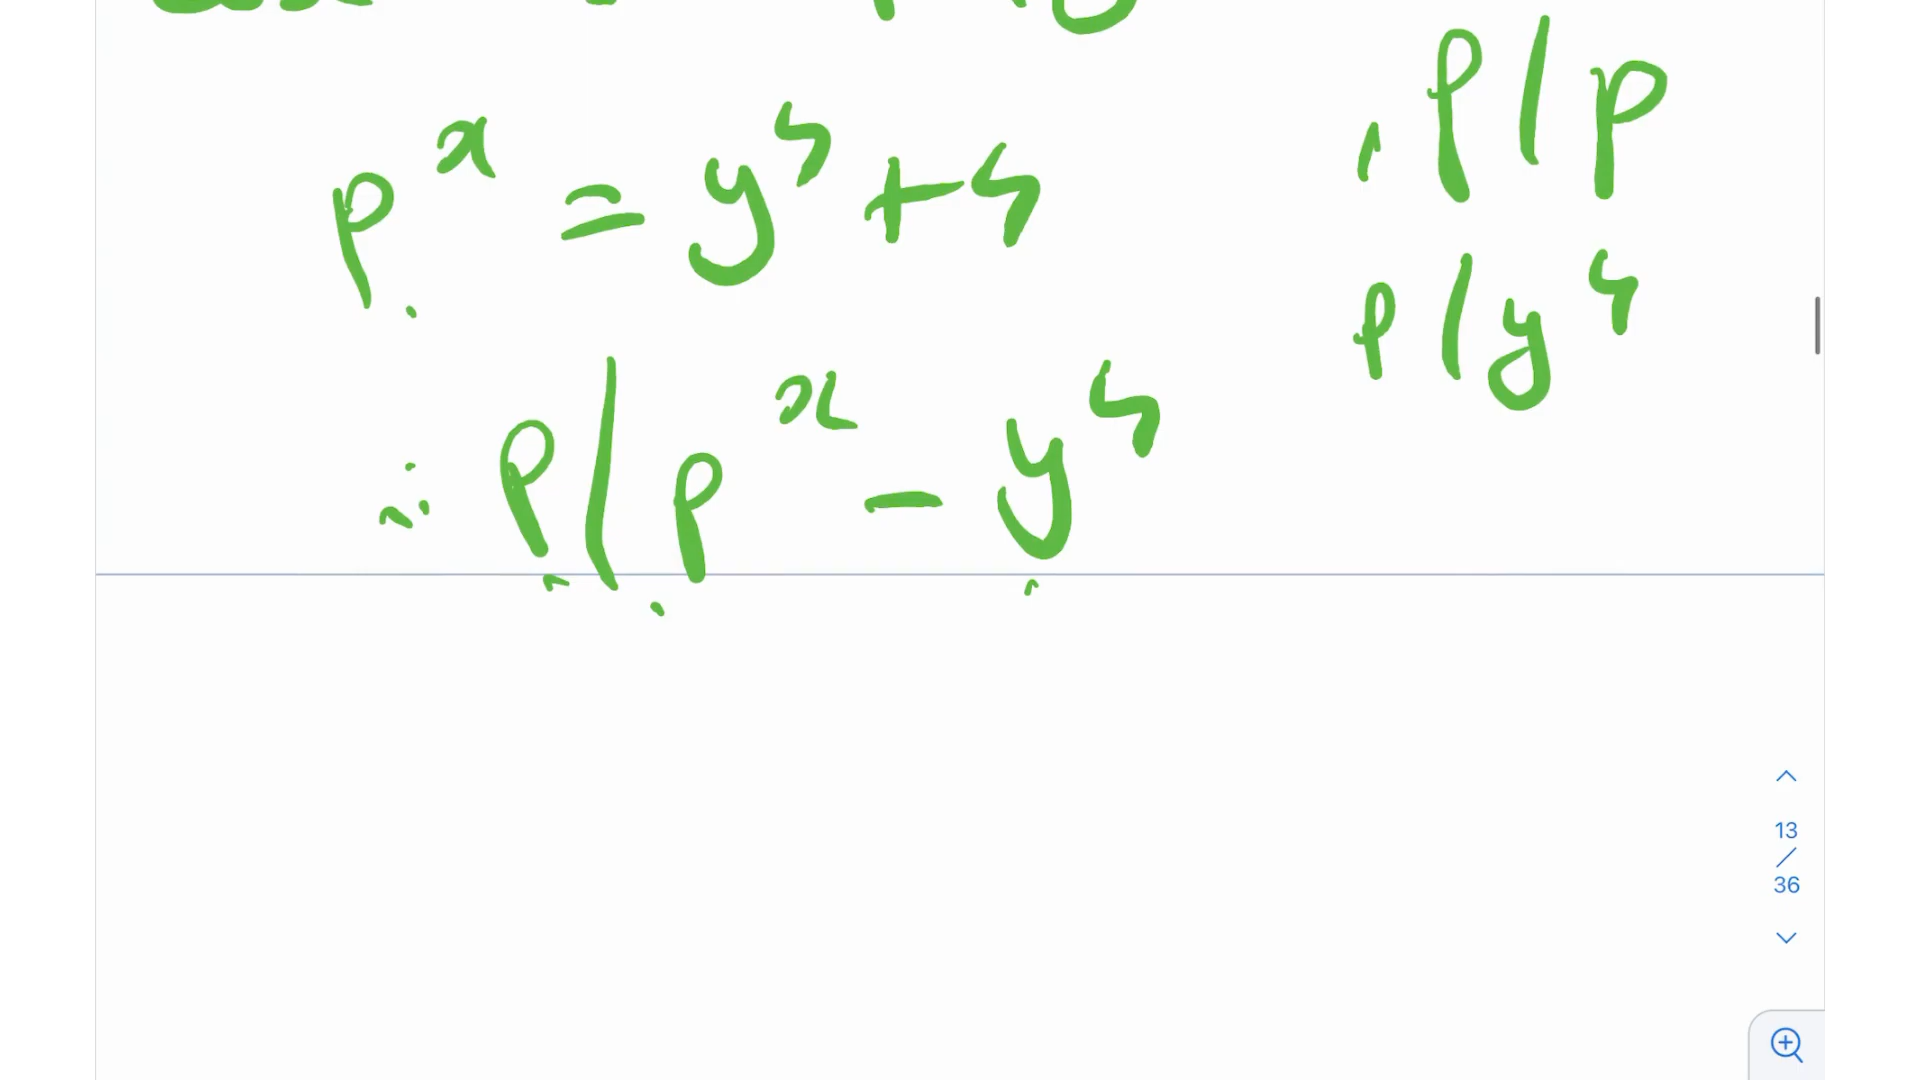 p | p
p^x = y^4 + 4
p | y^4
∴ p | p^x - y^4
13
/
36